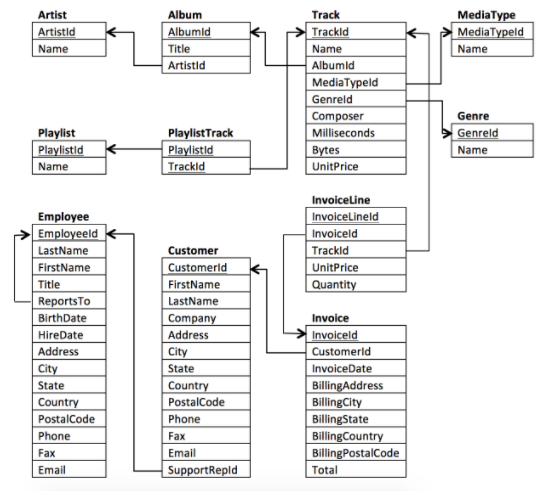 Artist
ArtistId
Name
Album
AlbumId
Title
ArtistId
Track
TrackId
Name
AlbumId
MediaTypeId
GenreId
Composer
Milliseconds
Bytes
UnitPrice
MediaType
MediaTypeId
Name
Genre
GenreId
Name
Playlist
PlaylistId
Name
PlaylistTrack
PlaylistId
TrackId
InvoiceLine
InvoiceLineId
InvoiceId
TrackId
UnitPrice
Quantity
Employee
EmployeeId
LastName
FirstName
Title
ReportsTo
BirthDate
HireDate
Address
City
State
Country
PostalCode
Phone
Fax
Email
Customer
CustomerId
FirstName
LastName
Company
Address
City
State
Country
PostalCode
Phone
Fax
Email
SupportRepId
Invoice
InvoiceId
CustomerId
InvoiceDate
BillingAddress
BillingCity
BillingState
BillingCountry
BillingPostalCode
Total